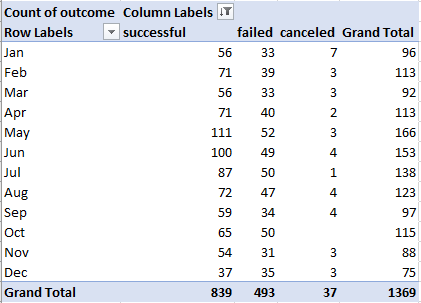 Count of outcome Column Labels
Row Labels successful failed canceled Grand Total
Jan 56 33 7 96
Feb 71 39 3 113
Mar 56 33 3 92
Apr 71 40 2 113
May 111 52 3 166
Jun 100 49 4 153
Jul 87 50 1 138
Aug 72 47 4 123
Sep 59 34 4 97
Oct 65 50 115
Nov 54 31 3 88
Dec 37 35 3 75
Grand Total 839 493 37 1369